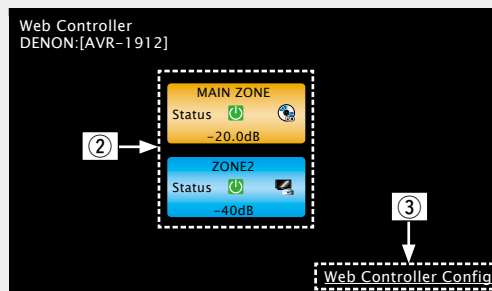 Web Controller
DENON:[AVR-1912]
MAIN ZONE
Status
-20.0dB
②
ZONE2
Status
-40dB
③
Web Controller Config